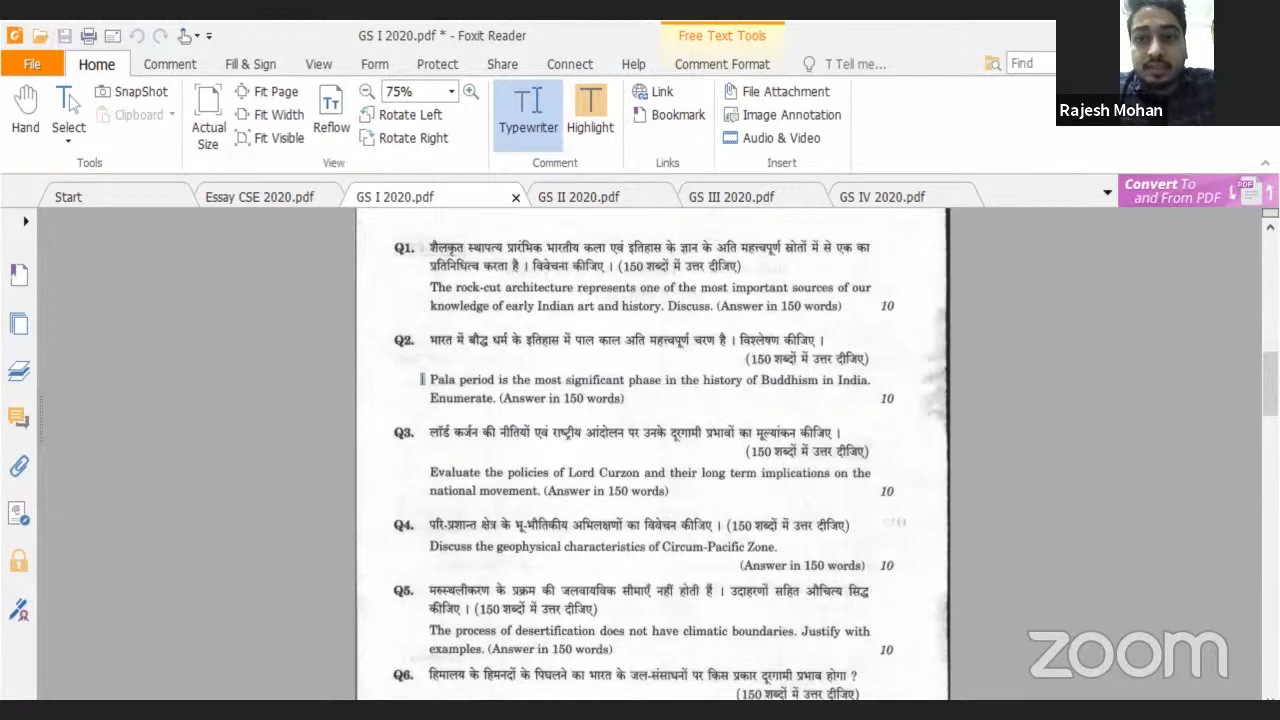 GS I 2020.pdf * - Foxit Reader
Free Text Tools
File Home Comment Fill & Sign View Form Protect Share Connect Help Comment Format T Tell me... Find
Rajesh Mohan
Hand
Select
SnapShot
Clipboard
Tools
Actual
Size
Fit Page
Fit Width
Fit Visible
Reflow
75%
Rotate Left
Rotate Right
View
Typewriter
Highlight
Comment
Link
Bookmark
Links
File Attachment
Image Annotation
Audio & Video
Insert
Start Essay CSE 2020.pdf GS I 2020.pdf GS II 2020.pdf GS III 2020.pdf GS IV 2020.pdf
Convert To
and From PDF
PDF
Q1. शैलकृत स्थापत्य प्रारंभिक भारतीय कला एवं इतिहास के ज्ञान के अति महत्त्वपूर्ण स्रोतों में से एक का
प्रतिनिधित्व करता है । विवेचना कीजिए । (150 शब्दों में उत्तर दीजिए)
The rock-cut architecture represents one of the most important sources of our
knowledge of early Indian art and history. Discuss. (Answer in 150 words) 10
Q2. भारत में बौद्ध धर्म के इतिहास में पाल काल अति महत्त्वपूर्ण चरण है । विश्लेषण कीजिए ।
(150 शब्दों में उत्तर दीजिए)
Pala period is the most significant phase in the history of Buddhism in India.
Enumerate. (Answer in 150 words) 10
Q3. लॉर्ड कर्जन की नीतियों एवं राष्ट्रीय आंदोलन पर उनके दूरगामी प्रभावों का मूल्यांकन कीजिए ।
(150 शब्दों में उत्तर दीजिए)
Evaluate the policies of Lord Curzon and their long term implications on the
national movement. (Answer in 150 words) 10
Q4. परि-प्रशान्त क्षेत्र के भू-भौतिकीय अभिलक्षणों का विवेचन कीजिए । (150 शब्दों में उत्तर दीजिए)
Discuss the geophysical characteristics of Circum-Pacific Zone.
(Answer in 150 words) 10
Q5. मरुस्थलीकरण के प्रक्रम की जलवायविक सीमाएँ नहीं होती हैं । उदाहरणों सहित औचित्य सिद्ध
कीजिए । (150 शब्दों में उत्तर दीजिए)
The process of desertification does not have climatic boundaries. Justify with
examples. (Answer in 150 words) 10
Q6. हिमालय के हिमनदों के पिघलने का भारत के जल-संसाधनों पर किस प्रकार दूरगामी प्रभाव होगा ?
(150 शब्दों में उत्तर दीजिए)
zoom